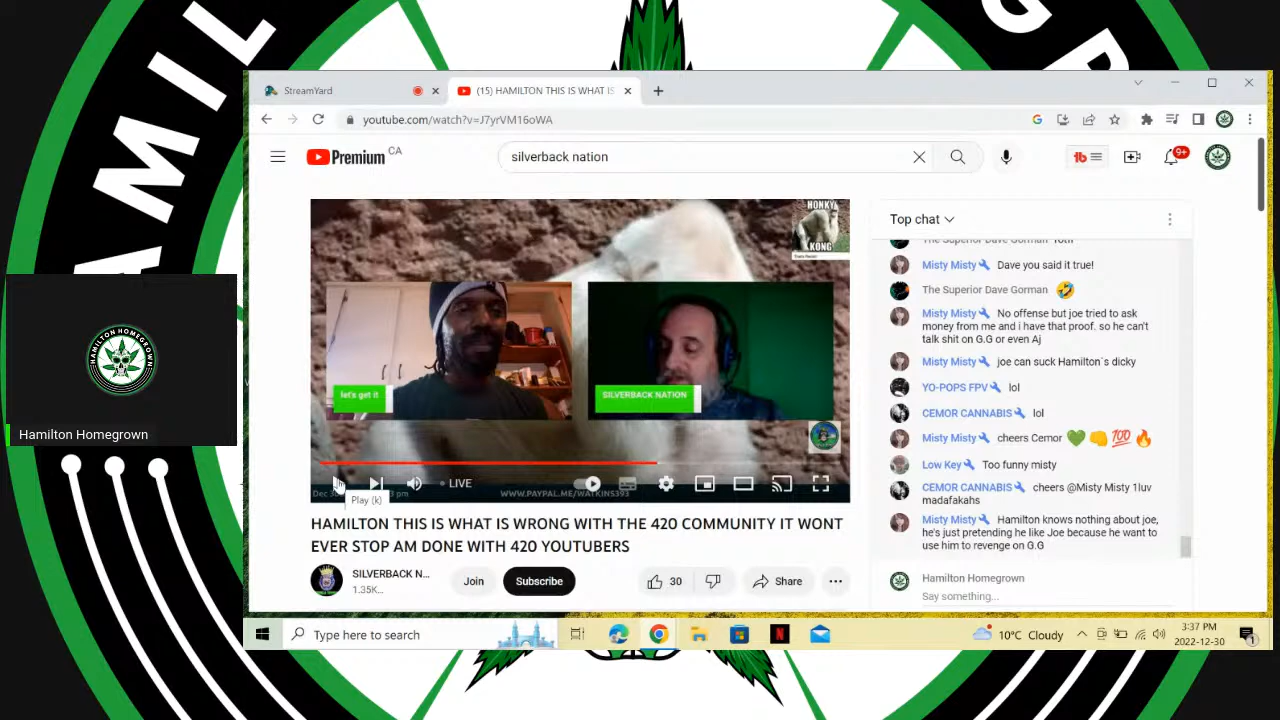 HAMIL
StreamYard
(15) HAMILTON THIS IS WHAT IS
youtube.com/watch?v=J7yrVM16oWA
Premium CA
silverback nation
9+
HONKY
KONG
let's get it
SILVERBACK NATION
LIVE
WWW.PAYPAL.ME/WATKINS393
Play (k)
HAMILTON THIS IS WHAT IS WRONG WITH THE 420 COMMUNITY IT WONT
EVER STOP AM DONE WITH 420 YOUTUBERS
SILVERBACK N...
1.35K...
Join
Subscribe
30
Share
Top chat
The Superior Dave Gorman
Misty Misty Dave you said it true!
The Superior Dave Gorman 🤣
Misty Misty No offense but joe tried to ask
money from me and i have that proof. so he can't
talk shit on G.G or even Aj
Misty Misty joe can suck Hamilton`s dicky
YO-POPS FPV lol
CEMOR CANNABIS lol
Misty Misty cheers Cemor 💚👊💯🔥
Low Key Too funny misty
CEMOR CANNABIS cheers @Misty Misty 1luv
madafakahs
Misty Misty Hamilton knows nothing about joe,
he's just pretending he like Joe because he want to
use him to revenge on G.G
Hamilton Homegrown
Say something...
HAMILTON HOMEGROWN
Hamilton Homegrown
Type here to search
10°C Cloudy
3:37 PM
2022-12-30